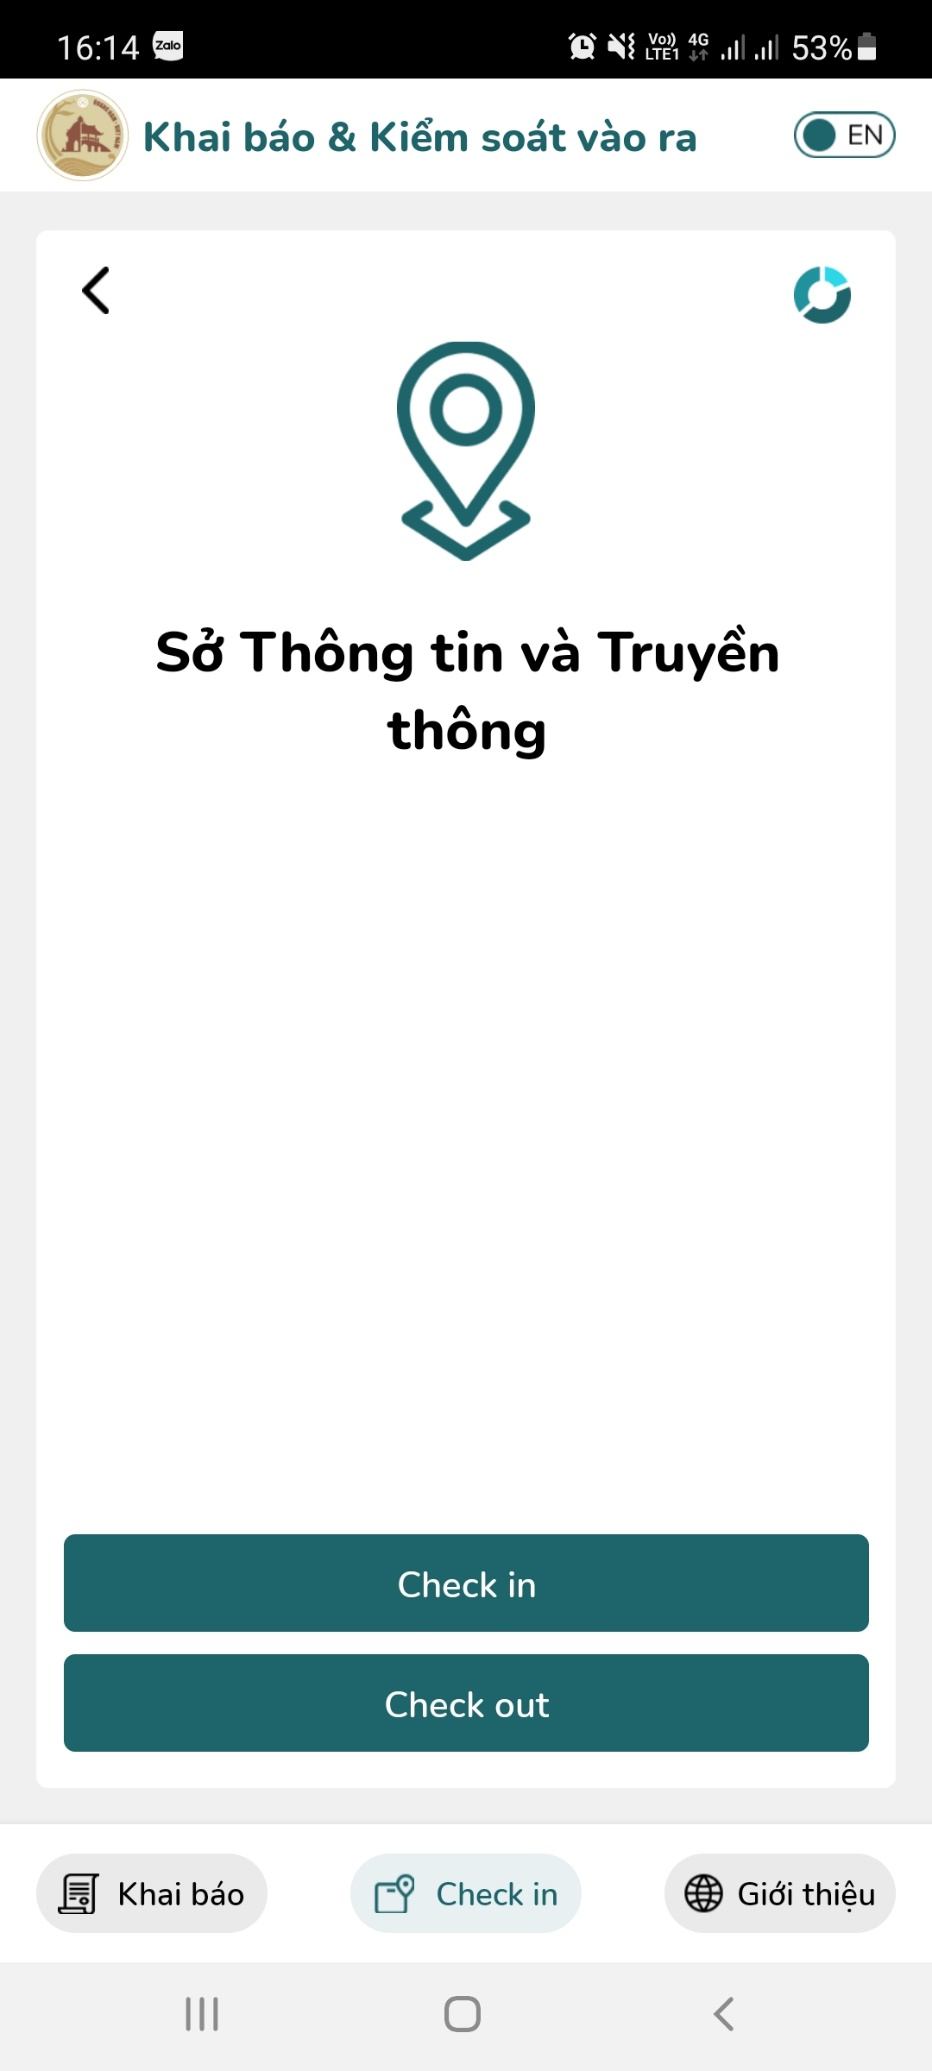 16:14 Zalo Vo)) LTE1 4G 53%
Khai báo & Kiểm soát vào ra EN
Sở Thông tin và Truyền
thông
Check in
Check out
Khai báo Check in Giới thiệu